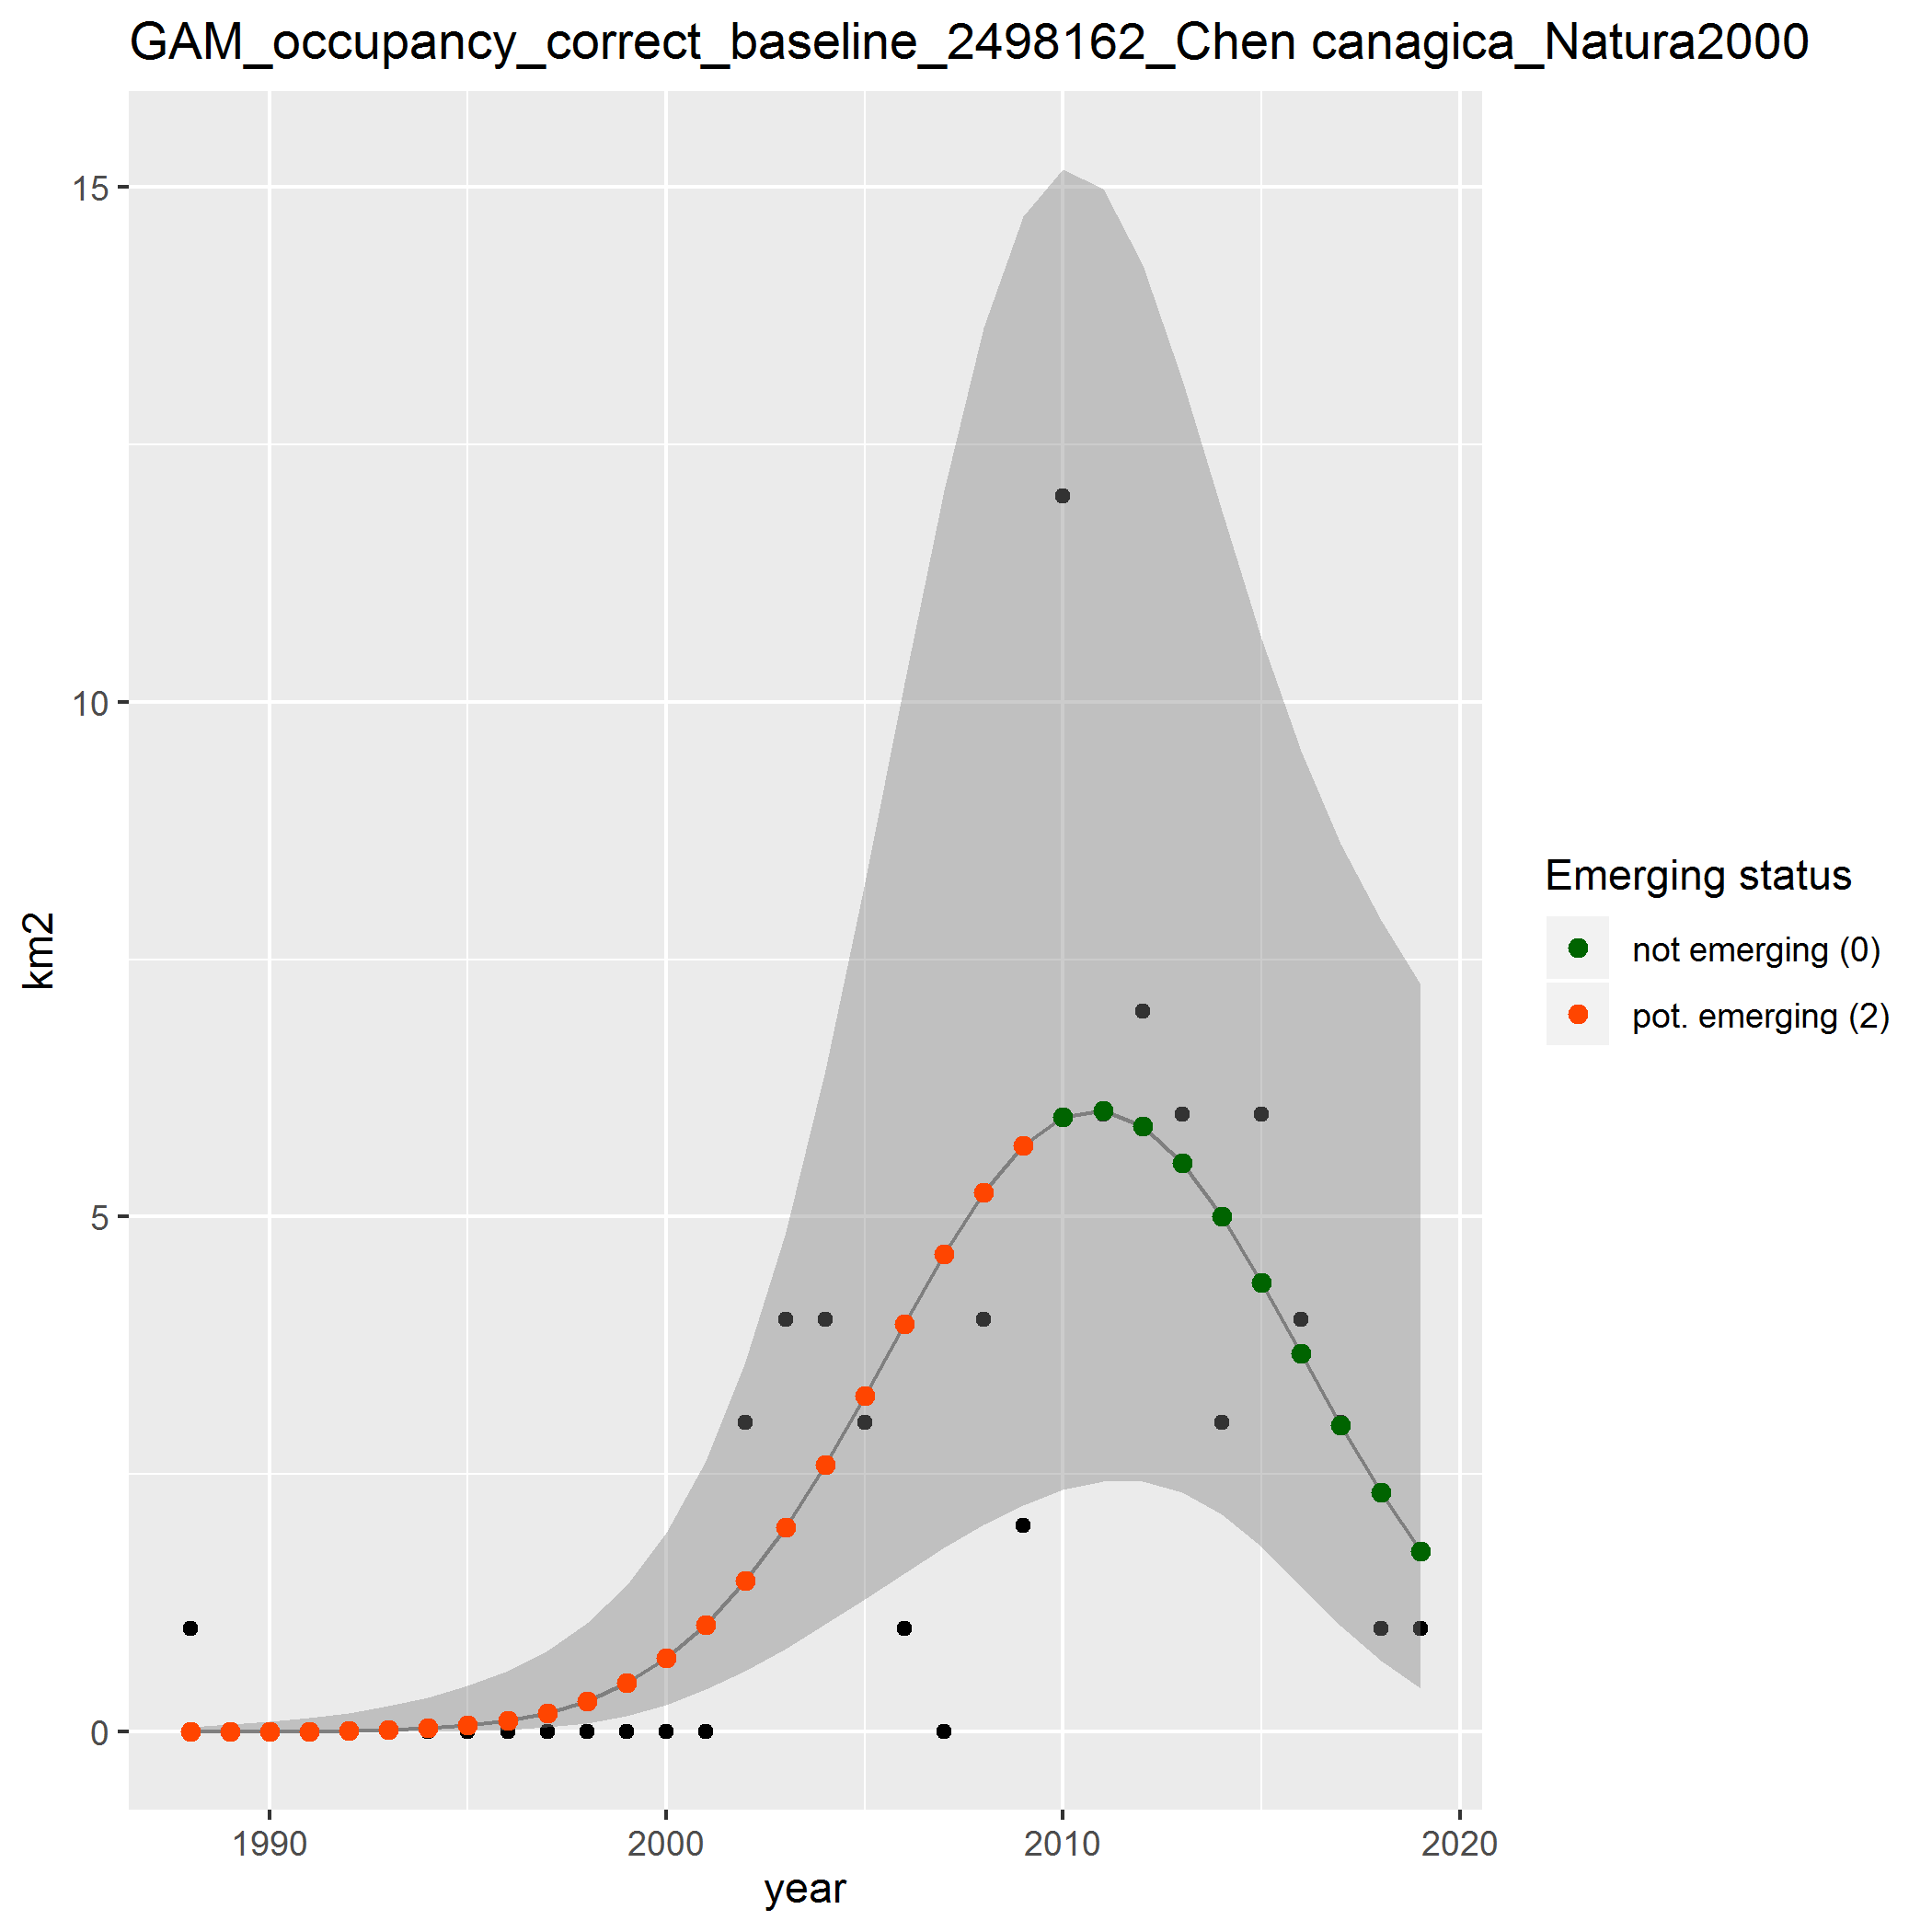 GAM_occupancy_correct_baseline_2498162_Chen canagica_Natura2000
15
10
5
0
km2
1990
2000
2010
2020
year
Emerging status
not emerging (0)
pot. emerging (2)